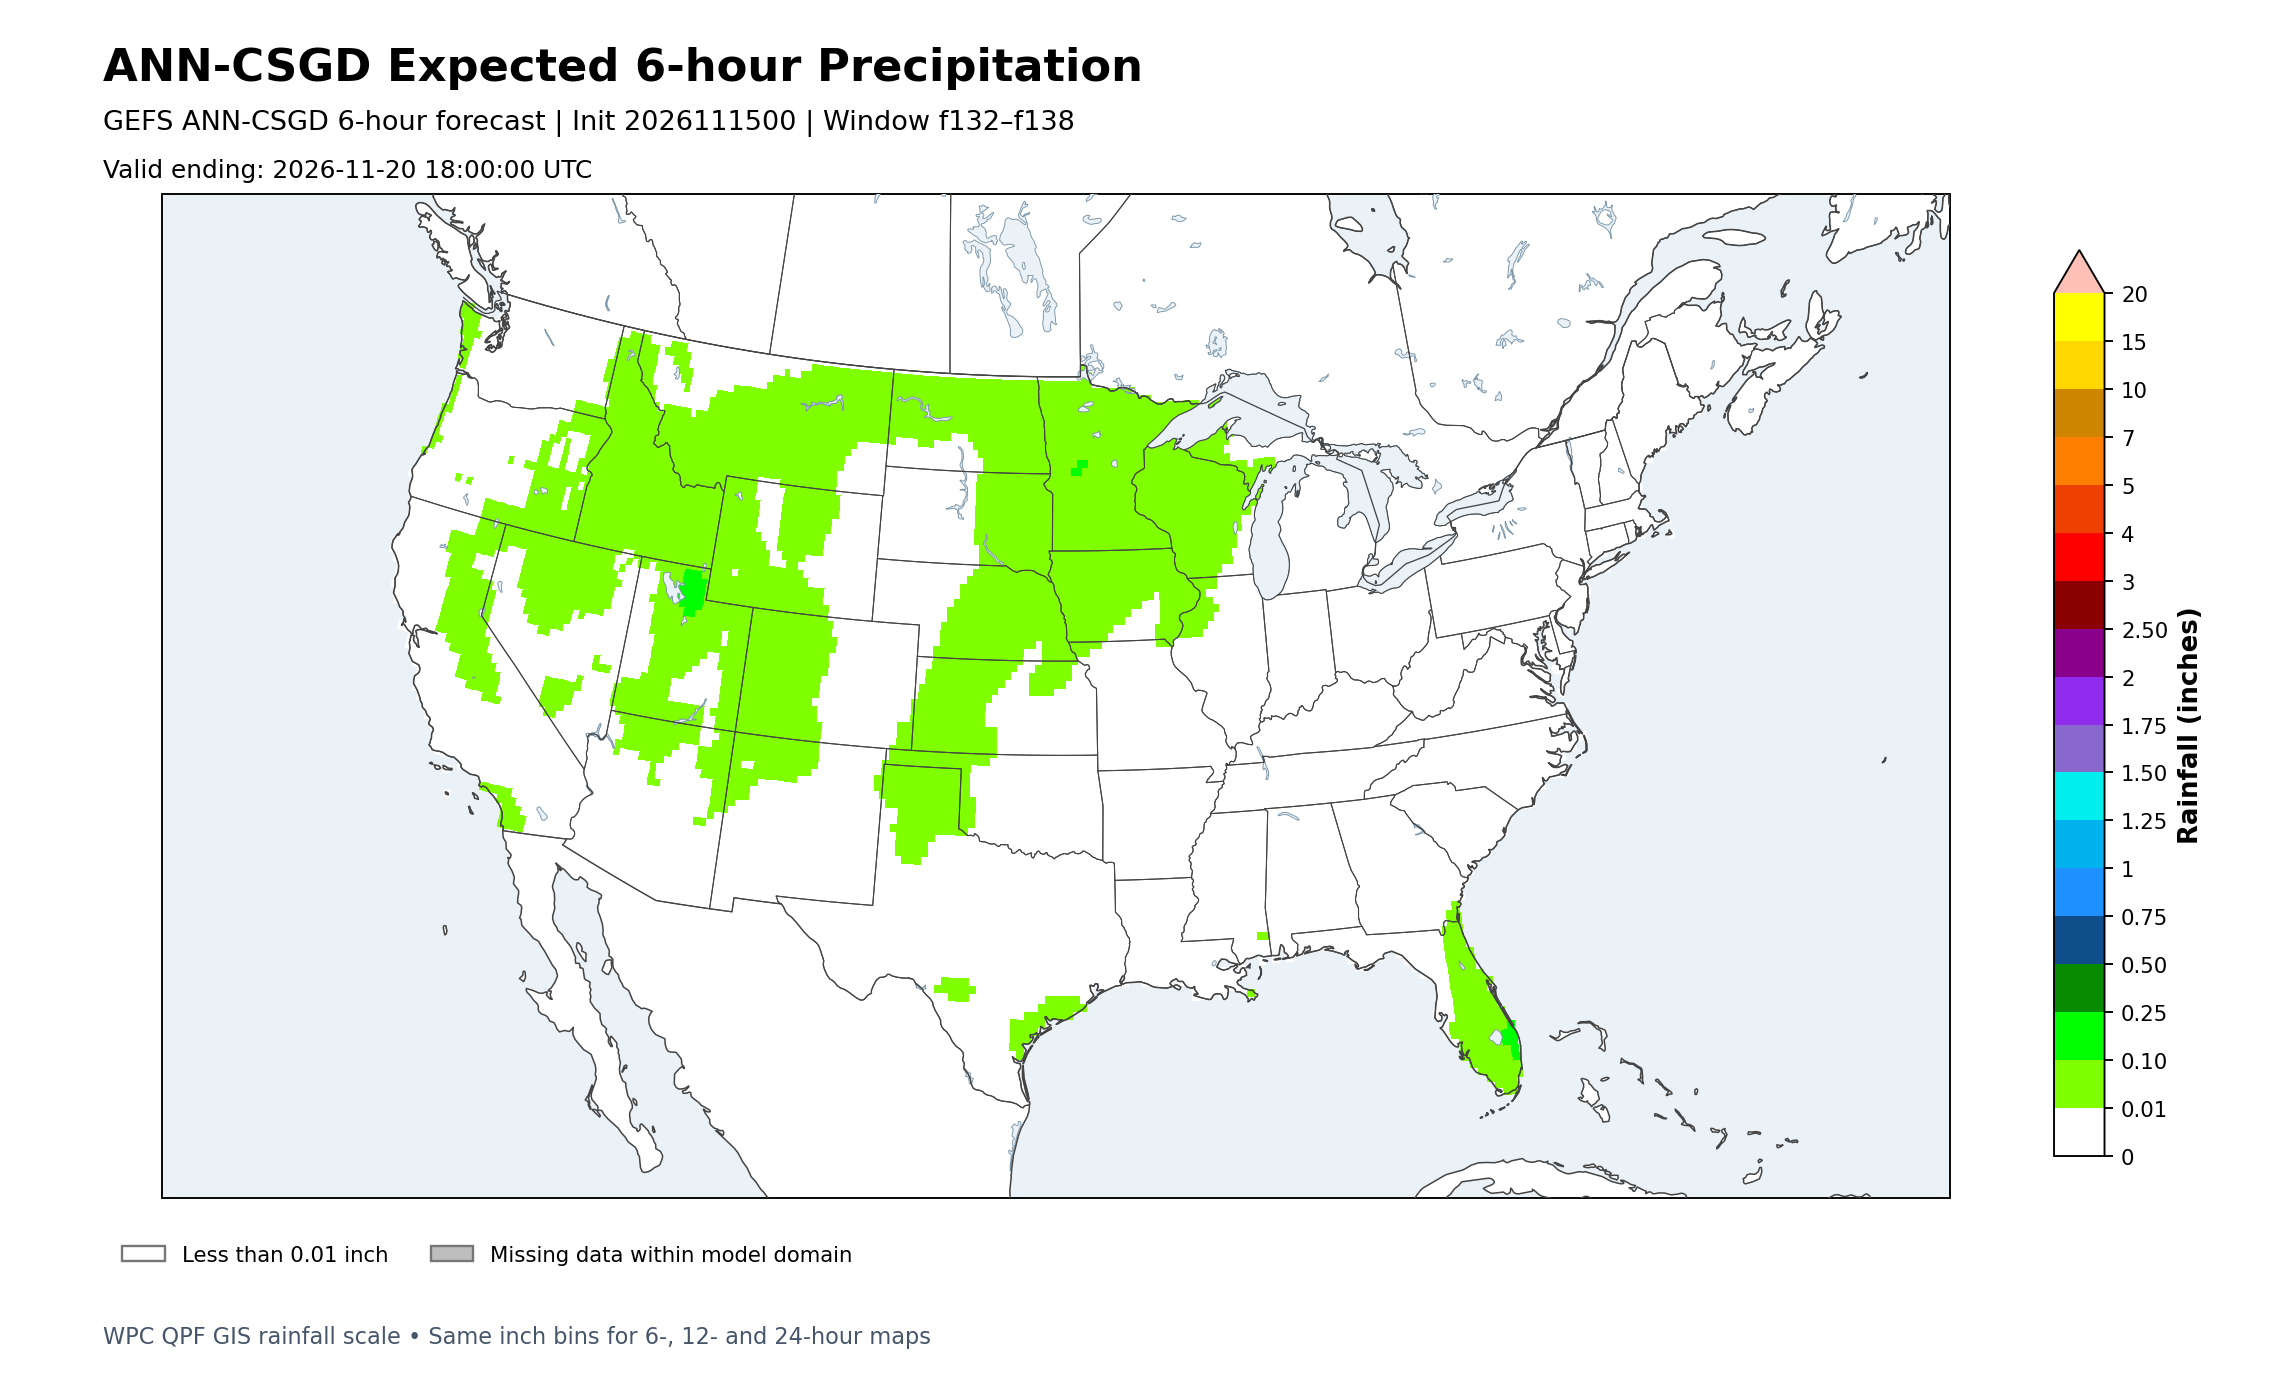 ANN-CSGD Expected 6-hour Precipitation
GEFS ANN-CSGD 6-hour forecast | Init 2026111500 | Window f132–f138
Valid ending: 2026-11-20 18:00:00 UTC
20
15
10
7
5
4
3
2.50
2
1.75
1.50
1.25
1
0.75
0.50
0.25
0.10
0.01
0
Rainfall (inches)
Less than 0.01 inch
Missing data within model domain
WPC QPF GIS rainfall scale • Same inch bins for 6-, 12- and 24-hour maps